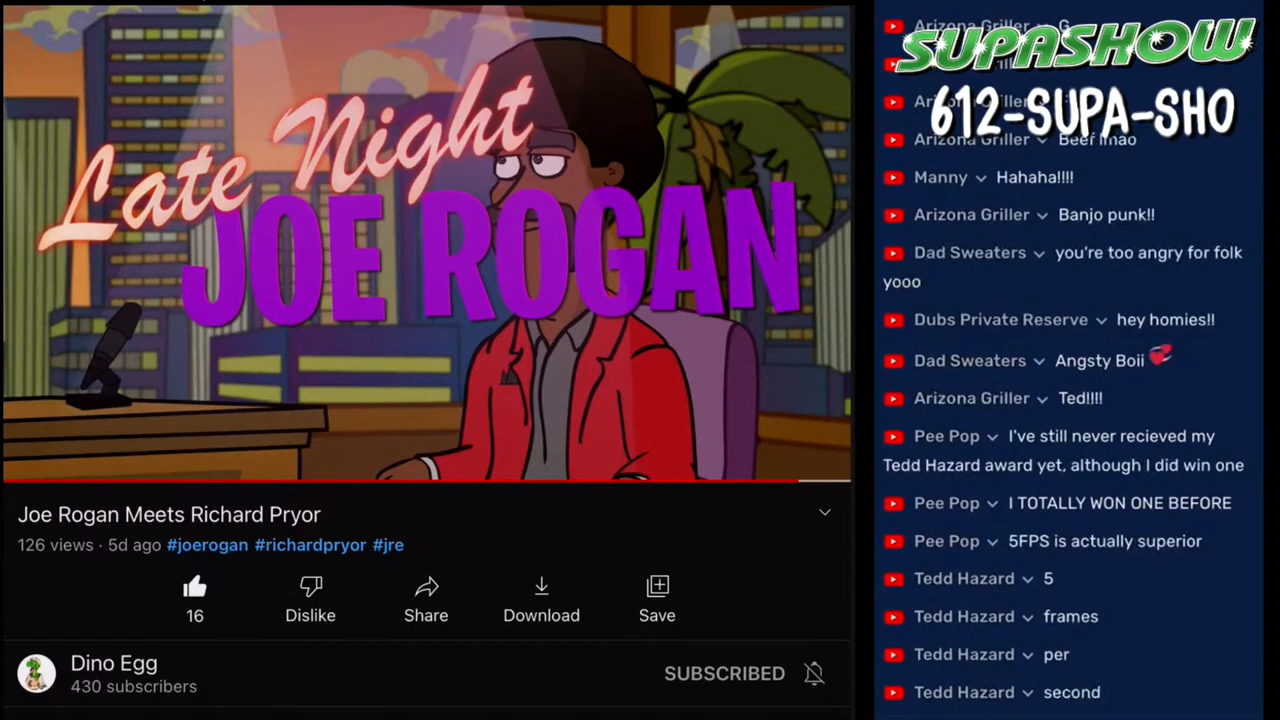 Late Night
JOE ROGAN
Joe Rogan Meets Richard Pryor
126 views · 5d ago #joerogan #richardpryor #jre
16
Dislike
Share
Download
Save
Dino Egg
430 subscribers
SUBSCRIBED
Arizona Griller G
SUPASHOW
612-SUPA-SHO
Arizona Griller Beef lmao
Manny Hahaha!!!!
Arizona Griller Banjo punk!!
Dad Sweaters you're too angry for folk
yooo
Dubs Private Reserve hey homies!!
Dad Sweaters Angsty Boii 💞
Arizona Griller Ted!!!!
Pee Pop I've still never recieved my
Tedd Hazard award yet, although I did win one
Pee Pop I TOTALLY WON ONE BEFORE
Pee Pop 5FPS is actually superior
Tedd Hazard 5
Tedd Hazard frames
Tedd Hazard per
Tedd Hazard second